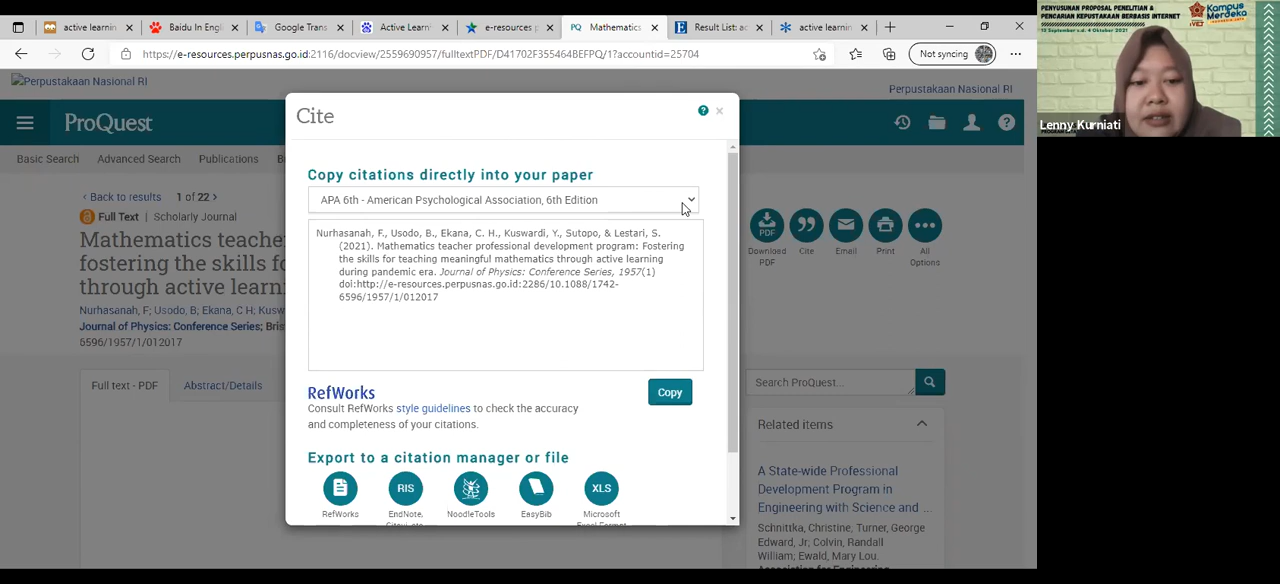 active learnin
Baidu In Engl
Google Trans
Active Learni
e-resources p
PQ Mathematics
Result List: ac
active learnin
https://e-resources.perpusnas.go.id:2116/docview/2559690957/fulltextPDF/D41702F355464BEFPQ/1?accountid=25704
Not syncing
PENYUSUNAN PROPOSAL PENELITIAN &
PENCARIAN KEPUSTAKAAN BERBASIS INTERNET
Kampus
Merdeka
Lenny Kurniati
Perpustakaan Nasional RI
Perpustakaan Nasional RI
ProQuest
Basic Search
Advanced Search
Publications
Back to results
1 of 22
Full Text | Scholarly Journal
Mathematics teache
fostering the skills fo
through active learni
Nurhasanah, F; Usodo, B; Ekana, C H; Kusward
Journal of Physics: Conference Series; Bris
6596/1957/1/012017
Full text - PDF
Abstract/Details
Cite
Copy citations directly into your paper
APA 6th - American Psychological Association, 6th Edition
Nurhasanah, F., Usodo, B., Ekana, C. H., Kuswardi, Y., Sutopo, & Lestari, S.
(2021). Mathematics teacher professional development program: Fostering
the skills for teaching meaningful mathematics through active learning
during pandemic era. Journal of Physics: Conference Series, 1957(1)
doi:http://e-resources.perpusnas.go.id:2286/10.1088/1742-
6596/1957/1/012017
RefWorks
Copy
Consult RefWorks style guidelines to check the accuracy
and completeness of your citations.
Export to a citation manager or file
RIS
XLS
RefWorks
EndNote,
NoodleTools
EasyBib
Microsoft
PDF
Download
PDF
Cite
Email
Print
All
Options
Search ProQuest...
Related items
A State-wide Professional
Development Program in
Engineering with Science and ...
Schnittka, Christine, Turner, George
Edward, Jr; Colvin, Randall
William; Ewald, Mary Lou.